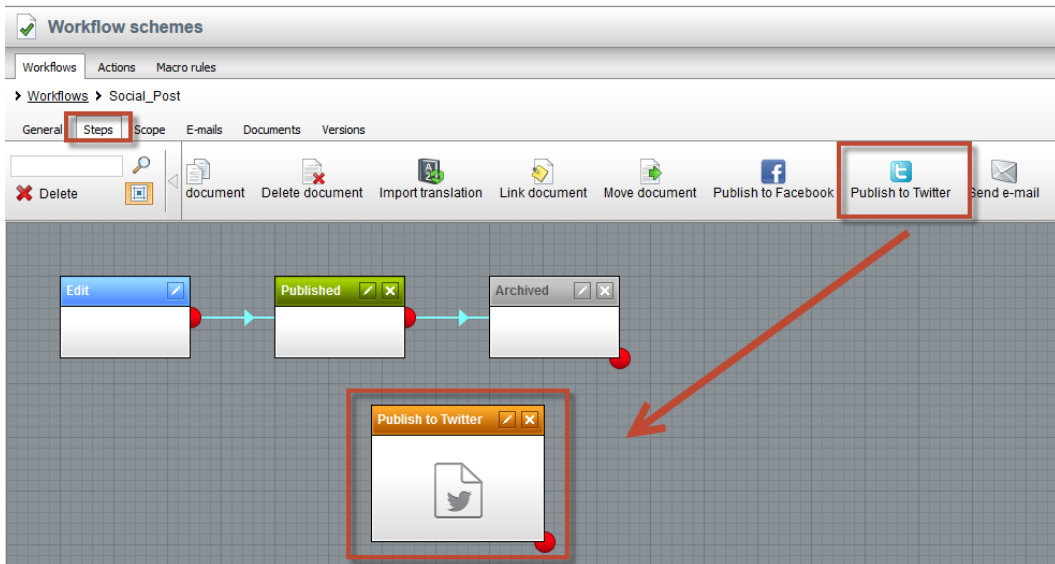 Workflow schemes
Workflows Actions Macro rules
Workflows Social_Post
General Steps Scope E-mails Documents Versions
document Delete document Import translation Link document Move document Publish to Facebook Publish to Twitter Send e-mail
Delete
Edit Published Archived
Publish to Twitter